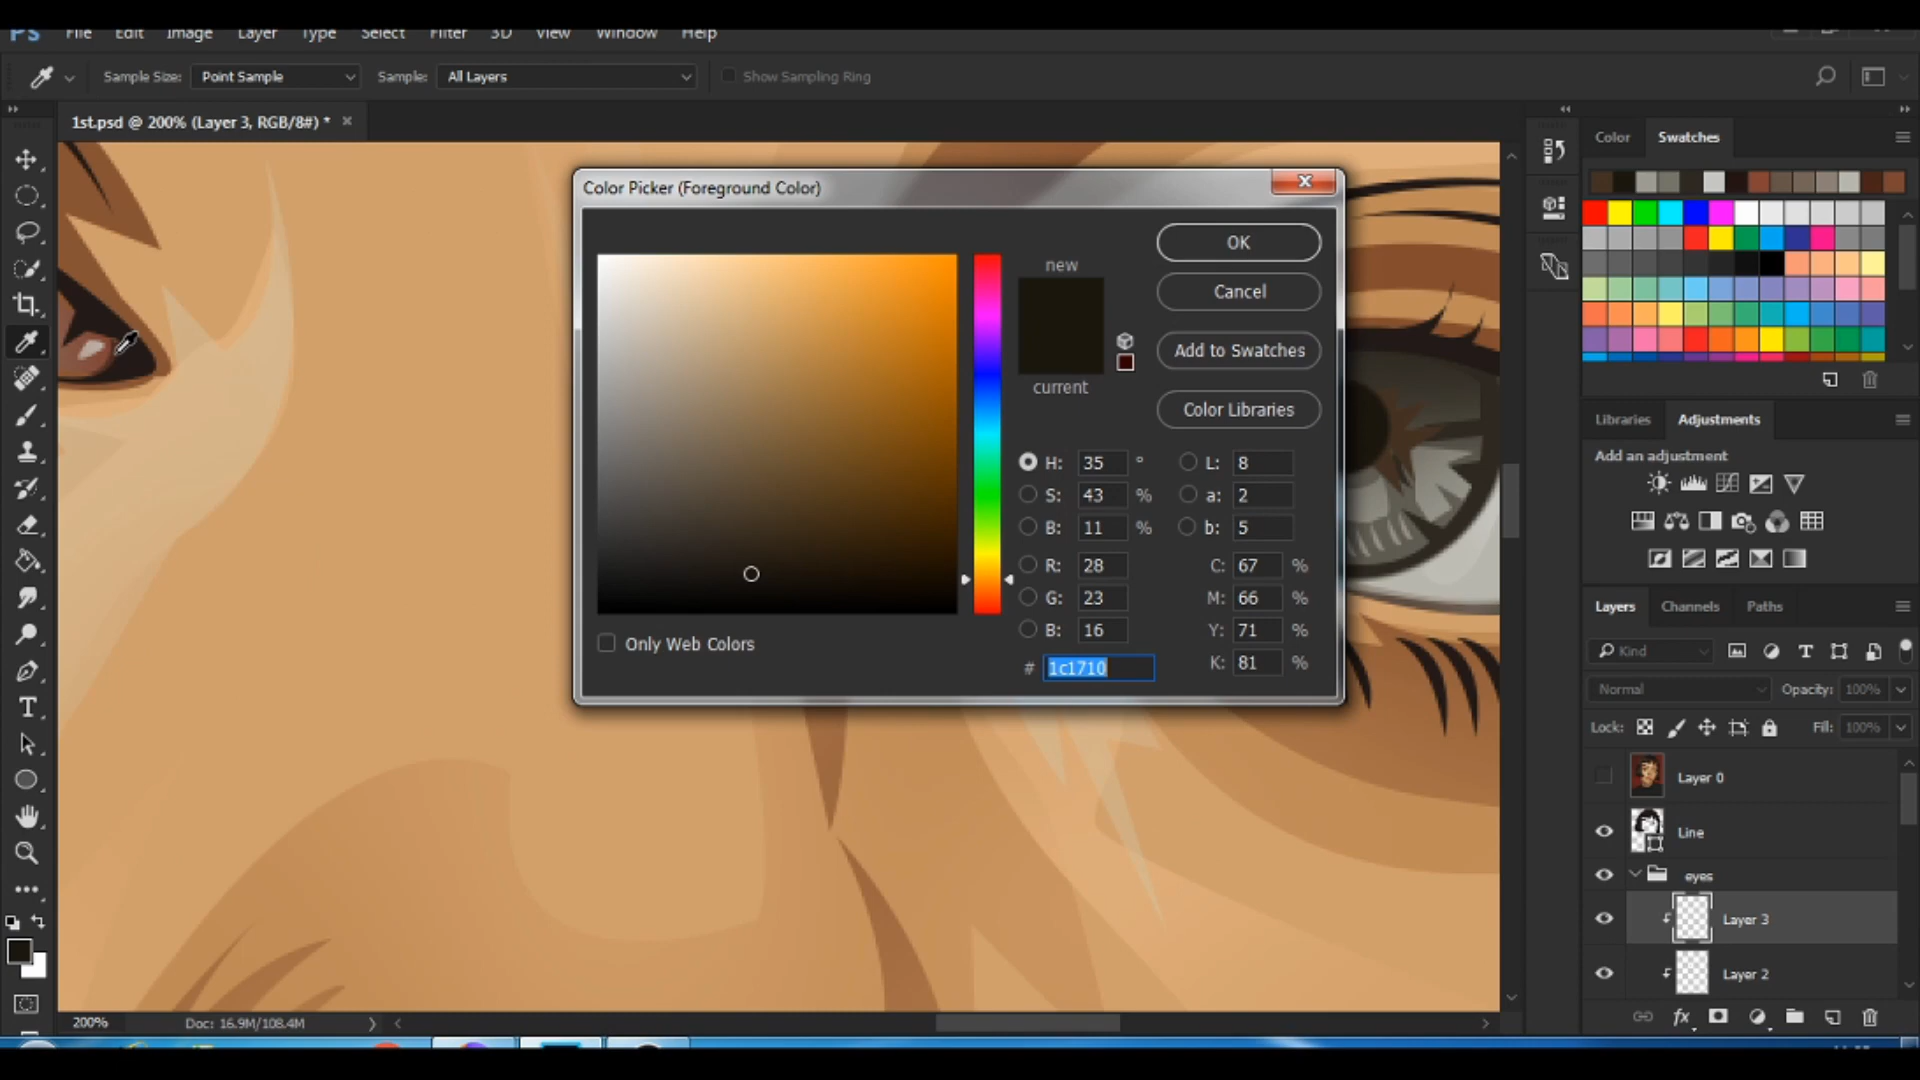 Ps File Edit Image Layer Type Select Filter 3D View Window Help
Sample Size: Point Sample Sample: All Layers Show Sampling Ring
1st.psd @ 200% (Layer 3, RGB/8#) * ×
Color Picker (Foreground Color)
OK
new
Cancel
Add to Swatches
current
Color Libraries
H: 35 ° L: 8
S: 43 % a: 2
B: 11 % b: 5
R: 28 C: 67 %
G: 23 M: 66 %
B: 16 Y: 71 %
# 1c1710 K: 81 %
Only Web Colors
Color Swatches
Libraries Adjustments
Add an adjustment
Layers Channels Paths
Kind
Normal Opacity: 100%
Lock: Fill: 100%
Layer 0
Line
eyes
Layer 3
Layer 2
fx
200% Doc: 16.9M/108.4M